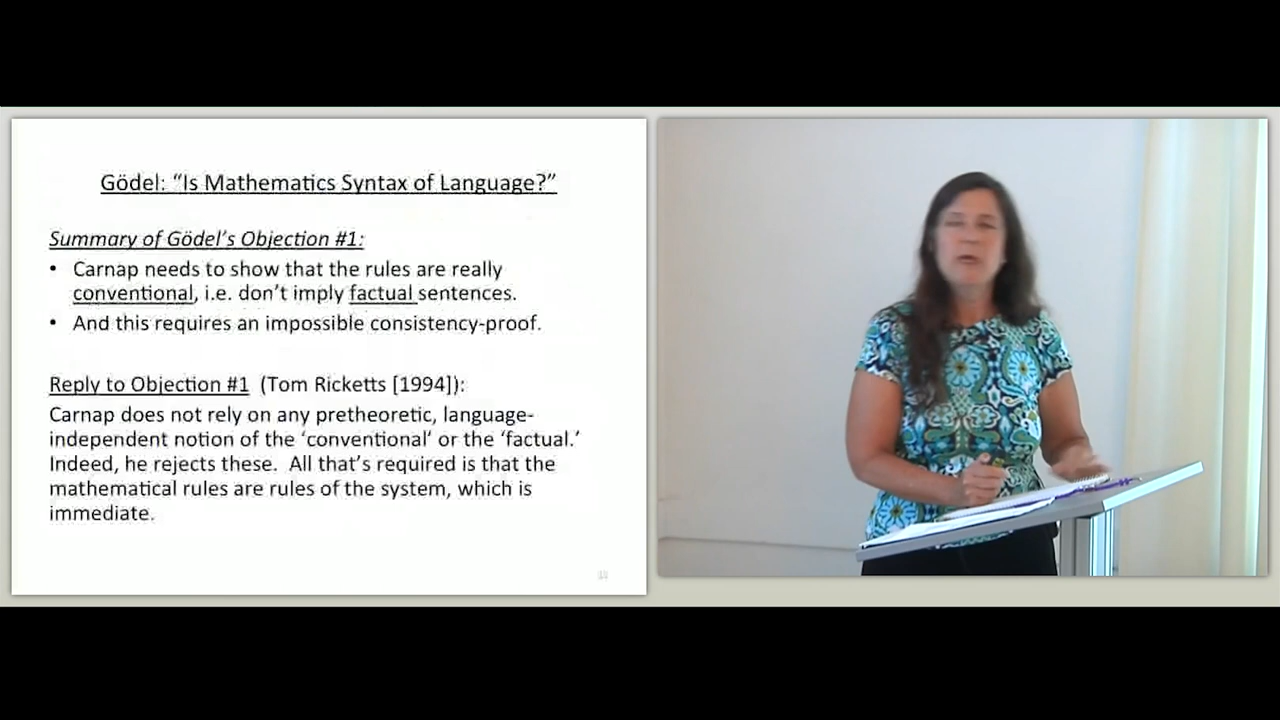 Gödel: “Is Mathematics Syntax of Language?”
Summary of Gödel’s Objection #1:
• Carnap needs to show that the rules are really
conventional, i.e. don’t imply factual sentences.
• And this requires an impossible consistency-proof.
Reply to Objection #1 (Tom Ricketts [1994]):
Carnap does not rely on any pretheoretic, language-
independent notion of the ‘conventional’ or the ‘factual.’
Indeed, he rejects these. All that’s required is that the
mathematical rules are rules of the system, which is
immediate.